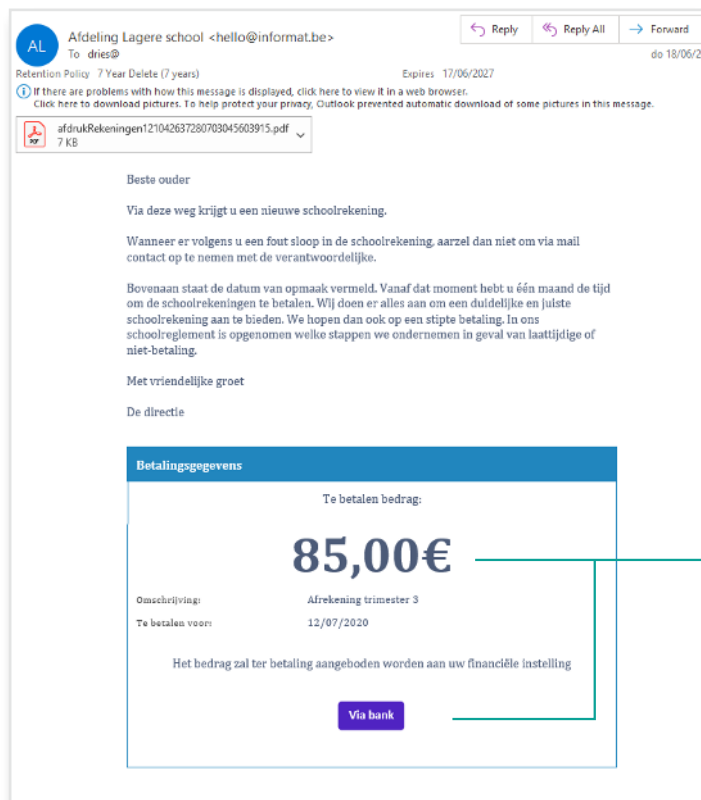 Reply
Reply All
Forward
AL
Afdeling Lagere school <hello@informat.be>
To dries@
do 18/06/2
Retention Policy 7 Year Delete (7 years)
Expires 17/06/2027
If there are problems with how this message is displayed, click here to view it in a web browser.
Click here to download pictures. To help protect your privacy, Outlook prevented automatic download of some pictures in this message.
PDF
afdrukRekeningen121042637280703045603915.pdf
7 KB
Beste ouder
Via deze weg krijgt u een nieuwe schoolrekening.
Wanneer er volgens u een fout sloop in de schoolrekening, aarzel dan niet om via mail
contact op te nemen met de verantwoordelijke.
Bovenaan staat de datum van opmaak vermeld. Vanaf dat moment hebt u één maand de tijd
om de schoolrekeningen te betalen. Wij doen er alles aan om een duidelijke en juiste
schoolrekening aan te bieden. We hopen dan ook op een stipte betaling. In ons
schoolreglement is opgenomen welke stappen we ondernemen in geval van laattijdige of
niet-betaling.
Met vriendelijke groet
De directie
Betalingsgegevens
Te betalen bedrag:
85,00€
Omschrijving: Afrekening trimester 3
Te betalen voor: 12/07/2020
Het bedrag zal ter betaling aangeboden worden aan uw financiële instelling
Via bank